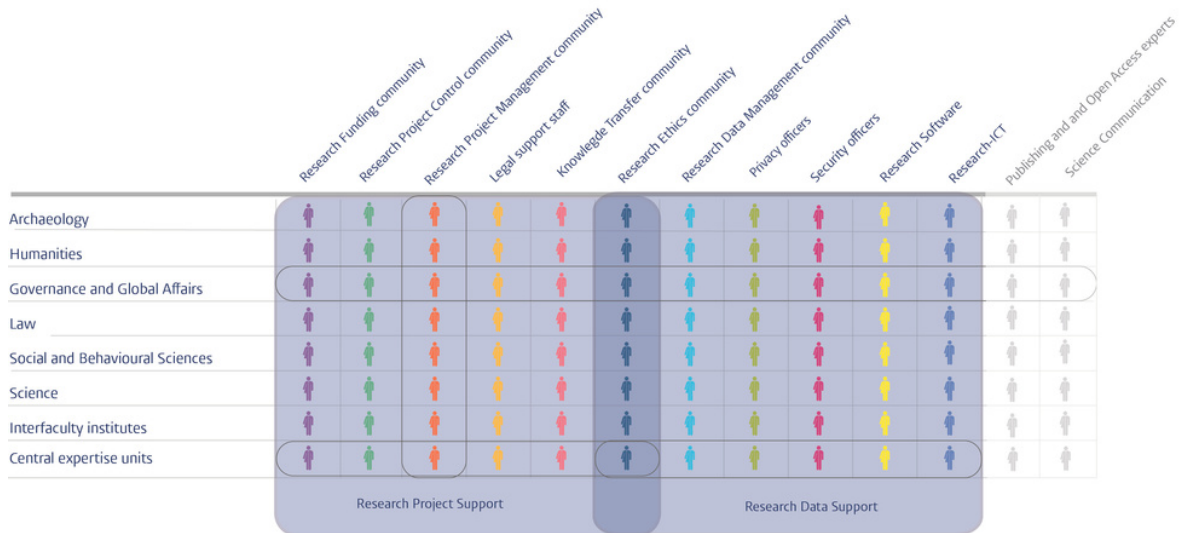 Research Funding community
Research Project Control community
Research Project Management community
Legal support staff
Knowlegde Transfer community
Research Ethics community
Research Data Management community
Privacy officers
Security officers
Research Software
Research-ICT
Publishing and and Open Access experts
Science Communication
Archaeology
Humanities
Governance and Global Affairs
Law
Social and Behavioural Sciences
Science
Interfaculty institutes
Central expertise units
Research Project Support
Research Data Support